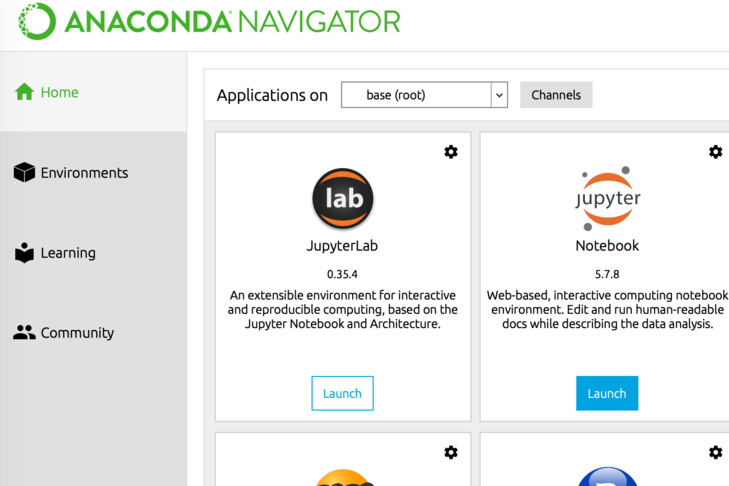 ANACONDA NAVIGATOR
Home
Environments
Learning
Community
Applications on
base (root)
Channels
lab
JupyterLab
0.35.4
An extensible environment for interactive
and reproducible computing, based on the
Jupyter Notebook and Architecture.
Launch
jupyter
Notebook
5.7.8
Web-based, interactive computing notebook
environment. Edit and run human-readable
docs while describing the data analysis.
Launch